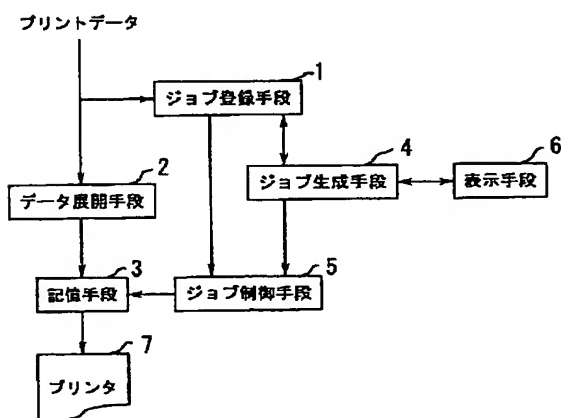 プリントデータ
1
ジョブ登録手段
2
データ展開手段
4
ジョブ生成手段
6
表示手段
3
記憶手段
5
ジョブ制御手段
7
プリンタ